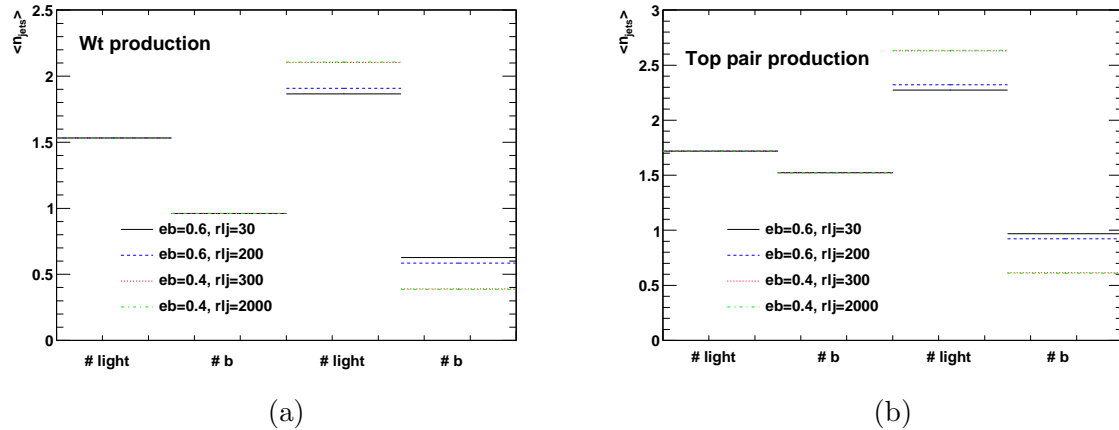 <n_jets>
2.5
2
1.5
1
0.5
0
Wt production
eb=0.6, rlj=30
eb=0.6, rlj=200
eb=0.4, rlj=300
eb=0.4, rlj=2000
# light # b # light # b
(a)
<n_jets>
3
2.5
2
1.5
1
0.5
0
Top pair production
eb=0.6, rlj=30
eb=0.6, rlj=200
eb=0.4, rlj=300
eb=0.4, rlj=2000
# light # b # light # b
(b)